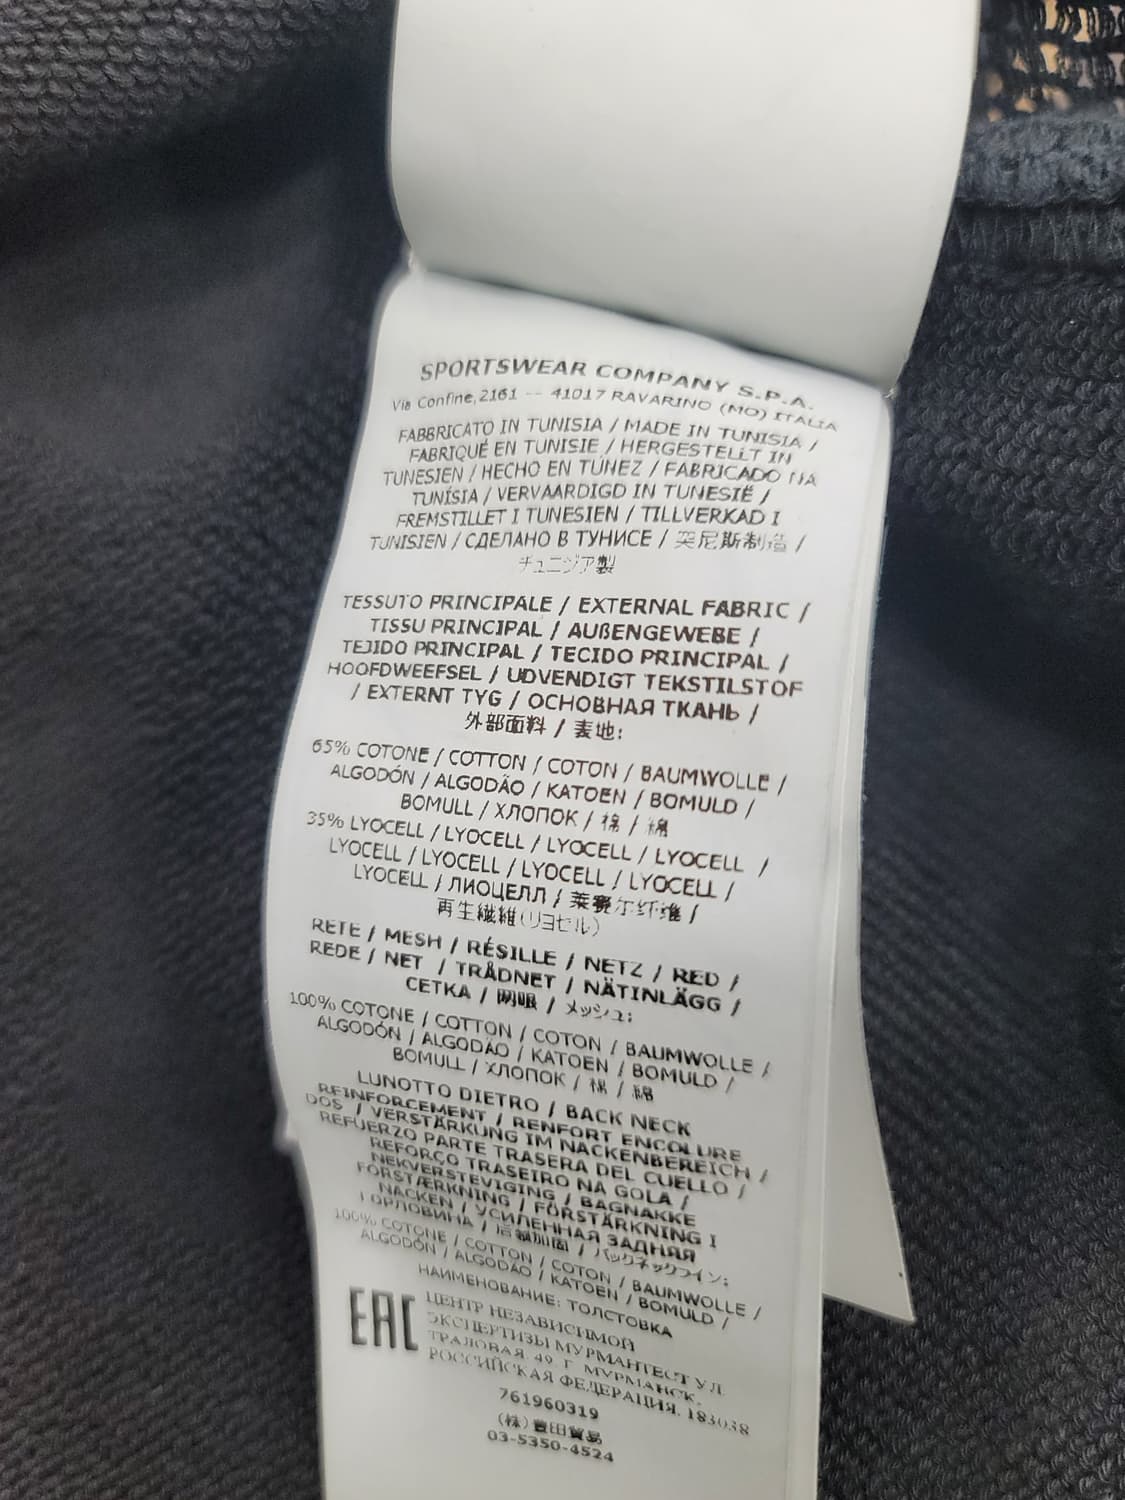 SPORTSWEAR COMPANY S.P.A.
Via Confine, 2161 -- 41017 RAVARINO (MO) ITALIA
FABBRICATO IN TUNISIA / MADE IN TUNISIA /
FABRIQUÉ EN TUNISIE / HERGESTELLT IN
TUNESIEN / HECHO EN TÚNEZ / FABRICADO NA
TUNÍSIA / VERVAARDIGD IN TUNESIË /
FREMSTILLET I TUNESIEN / TILLVERKAD I
TUNISIEN / СДЕЛАНО В ТУНИСЕ / 突尼斯制造 /
チュニジア製
TESSUTO PRINCIPALE / EXTERNAL FABRIC /
TISSU PRINCIPAL / AUßENGEWEBE /
TEJIDO PRINCIPAL / TECIDO PRINCIPAL /
HOOFDWEEFSEL / UDVENDIGT TEKSTILSTOF
/ EXTERNT TYG / ОСНОВНАЯ ТКАНЬ /
外部面料 / 表地:
65% COTONE / COTTON / COTON / BAUMWOLLE /
ALGODÓN / ALGODÃO / KATOEN / BOMULD /
BOMULL / ХЛОПОК / 棉 / 綿
35% LYOCELL / LYOCELL / LYOCELL / LYOCELL /
LYOCELL / LYOCELL / LYOCELL / LYOCELL /
LYOCELL / ЛИОЦЕЛЛ / 莱赛尔纤维 /
再生繊維(リヨセル)
RETE / MESH / RÉSILLE / NETZ / RED /
REDE / NET / TRÅDNET / NÄTINLÄGG /
СЕТКА / 网眼 / メッシュ:
100% COTONE / COTTON / COTON / BAUMWOLLE /
ALGODÓN / ALGODÃO / KATOEN / BOMULD /
BOMULL / ХЛОПОК / 棉 / 綿
LUNOTTO DIETRO / BACK NECK
REINFORCEMENT / RENFORT ENCOLURE
DOS / VERSTÄRKUNG IM NACKENBEREICH /
REFUERZO PARTE TRASERA DEL CUELLO /
REFORÇO TRASEIRO NA GOLA /
NEKVERSTEVIGING / BAGNAKKE
FORSTÆRKNING / FÖRSTÄRKNING I
NACKEN / УСИЛЕННАЯ ЗАДНЯЯ
ГОРЛОВИНА / 后领加固 / バックネックライン:
100% COTONE / COTTON / COTON / BAUMWOLLE /
ALGODÓN / ALGODÃO / KATOEN / BOMULD /
НАИМЕНОВАНИЕ: ТОЛСТОВКА
EAC
ЦЕНТР НЕЗАВИСИМОЙ
ЭКСПЕРТИЗЫ МУРМАНТЕСТ УЛ.
ТРАЛОВАЯ, 49, Г. МУРМАНСК,
РОССИЙСКАЯ ФЕДЕРАЦИЯ, 183038
761960319
(株)豊田貿易
03-5350-4524